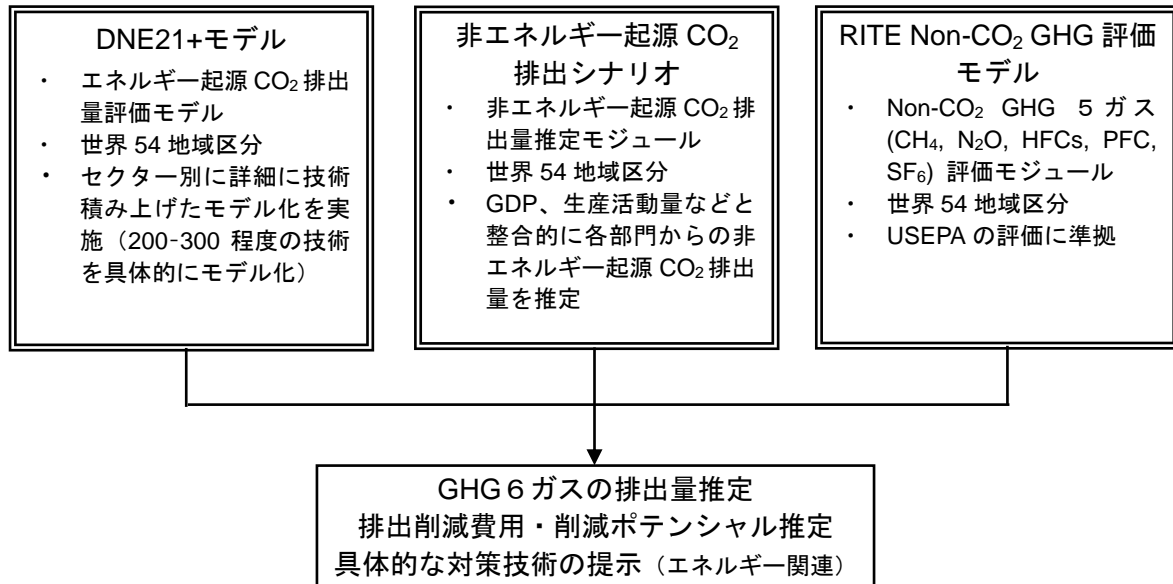 DNE21+モデル
・ エネルギー起源 CO₂ 排出
量評価モデル
・ 世界 54 地域区分
・ セクター別に詳細に技術
積み上げたモデル化を実
施（200-300 程度の技術
を具体的にモデル化）
非エネルギー起源 CO₂
排出シナリオ
・ 非エネルギー起源 CO₂ 排
出量推定モジュール
・ 世界 54 地域区分
・ GDP、生産活動量などと
整合的に各部門からの非
エネルギー起源 CO₂ 排出
量を推定
RITE Non-CO₂ GHG 評価
モデル
・ Non-CO₂ GHG ５ガス
(CH₄, N₂O, HFCs, PFC,
SF₆) 評価モジュール
・ 世界 54 地域区分
・ USEPA の評価に準拠
GHG６ガスの排出量推定
排出削減費用・削減ポテンシャル推定
具体的な対策技術の提示（エネルギー関連）